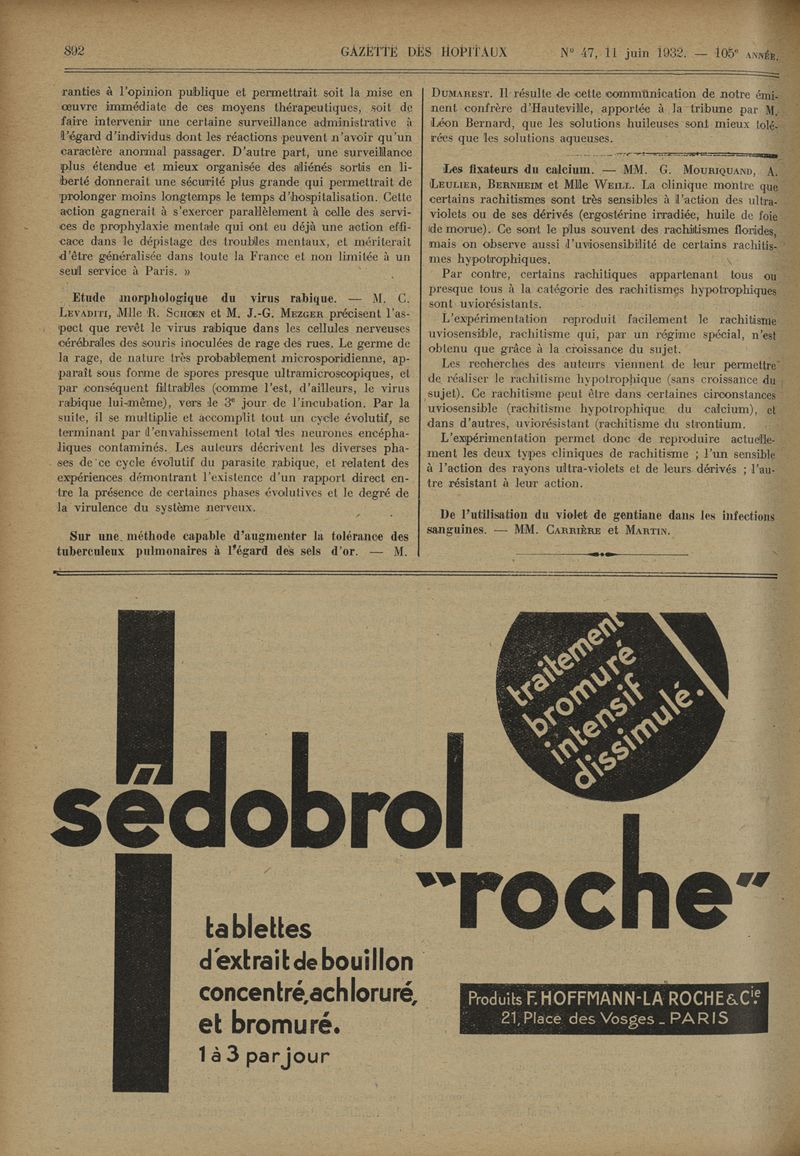 892 GAZETTE DES HOPITAUX N° 47, 11 juin 1932. — 105e ANNÉE.
ranties à l'opinion publique et permettrait soit la mise en
œuvre immédiate de ces moyens thérapeutiques, soit de
faire intervenir une certaine surveillance administrative à
l'égard d'individus dont les réactions peuvent n'avoir qu'un
caractère anormal passager. D'autre part, une surveillance
plus étendue et mieux organisée des aliénés sortis en li-
berté donnerait une sécurité plus grande qui permettrait de
prolonger moins longtemps le temps d'hospitalisation. Cette
action gagnerait à s'exercer parallèlement à celle des servi-
ces de prophylaxie mentale qui ont eu déjà une action effi-
cace dans le dépistage des troubles mentaux, et mériterait
d'être généralisée dans toute la France et non limitée à un
seul service à Paris. »
Etude morphologique du virus rabique. — M. C.
LEVADITI, Mlle R. SCHOEN et M. J.-G. MEZGER précisent l'as-
pect que revêt le virus rabique dans les cellules nerveuses
cérébrales des souris inoculées de rage des rues. Le germe de
la rage, de nature très probablement microsporidienne, ap-
paraît sous forme de spores presque ultramicroscopiques, et
par conséquent filtrables (comme l'est, d'ailleurs, le virus
rabique lui-même), vers le 3e jour de l'incubation. Par la
suite, il se multiplie et accomplit tout un cycle évolutif, se
terminant par l'envahissement total des neurones encépha-
liques contaminés. Les auteurs décrivent les diverses pha-
ses de ce cycle évolutif du parasite rabique, et relatent des
expériences démontrant l'existence d'un rapport direct en-
tre la présence de certaines phases évolutives et le degré de
la virulence du système nerveux.
Sur une méthode capable d'augmenter la tolérance des
tuberculeux pulmonaires à l'égard des sels d'or. — M.
DUMAREST. Il résulte de cette communication de notre émi-
nent confrère d'Hauteville, apportée à la tribune par M.
Léon Bernard, que les solutions huileuses sont mieux tolé-
rées que les solutions aqueuses.
Les fixateurs du calcium. — MM. G. MOURIQUAND, A.
LEULIER, BERNHEIM et Mlle WEILL. La clinique montre que
certains rachitismes sont très sensibles à l'action des ultra-
violets ou de ses dérivés (ergostérine irradiée, huile de foie
de morue). Ce sont le plus souvent des rachitismes florides,
mais on observe aussi l'uviosensibilité de certains rachitis-
mes hypotrophiques.
Par contre, certains rachitiques appartenant tous ou
presque tous à la catégorie des rachitismes hypotrophiques
sont uviorésistants.
L'expérimentation reproduit facilement le rachitisme
uviosensible, rachitisme qui, par un régime spécial, n'est
obtenu que grâce à la croissance du sujet.
Les recherches des auteurs viennent de leur permettre
de réaliser le rachitisme hypotrophique (sans croissance du
sujet). Ce rachitisme peut être dans certaines circonstances
uviosensible (rachitisme hypotrophique du calcium), et
dans d'autres, uviorésistant (rachitisme du strontium.
L'expérimentation permet donc de reproduire actuelle-
ment les deux types cliniques de rachitisme ; l'un sensible
à l'action des rayons ultra-violets et de leurs dérivés ; l'au-
tre résistant à leur action.
De l'utilisation du violet de gentiane dans les infections
sanguines. — MM. CARRIÈRE et MARTIN.
traitement
bromuré
intensif
dissimulé.
sédobrol
"roche"
tablettes
d'extrait de bouillon
concentré, achloruré,
et bromuré.
1 à 3 par jour
Produits F. HOFFMANN-LA ROCHE & Cie.
21, Place des Vosges _ PARIS